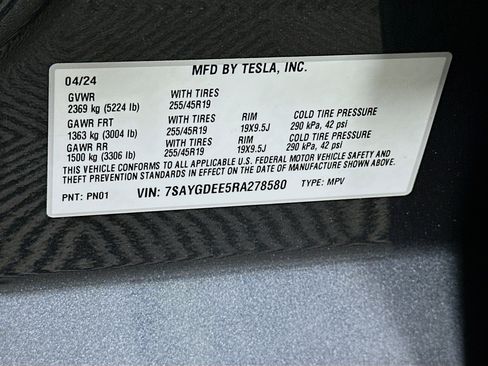 04/24 MFD BY TESLA, INC.
GVWR WITH TIRES
2369 kg (5224 lb) 255/45R19
GAWR FRT WITH TIRES RIM COLD TIRE PRESSURE
1363 kg (3004 lb) 255/45R19 19X9.5J 290 kPa, 42 psi
GAWR RR WITH TIRES RIM COLD TIRE PRESSURE
1500 kg (3306 lb) 255/45R19 19X9.5J 290 kPa, 42 psi
THIS VEHICLE CONFORMS TO ALL APPLICABLE U.S. FEDERAL MOTOR VEHICLE SAFETY AND
THEFT PREVENTION STANDARDS IN EFFECT ON THE DATE OF MANUFACTURE SHOWN ABOVE.
PNT: PN01 VIN: 7SAYGDEE5RA278580 TYPE: MPV